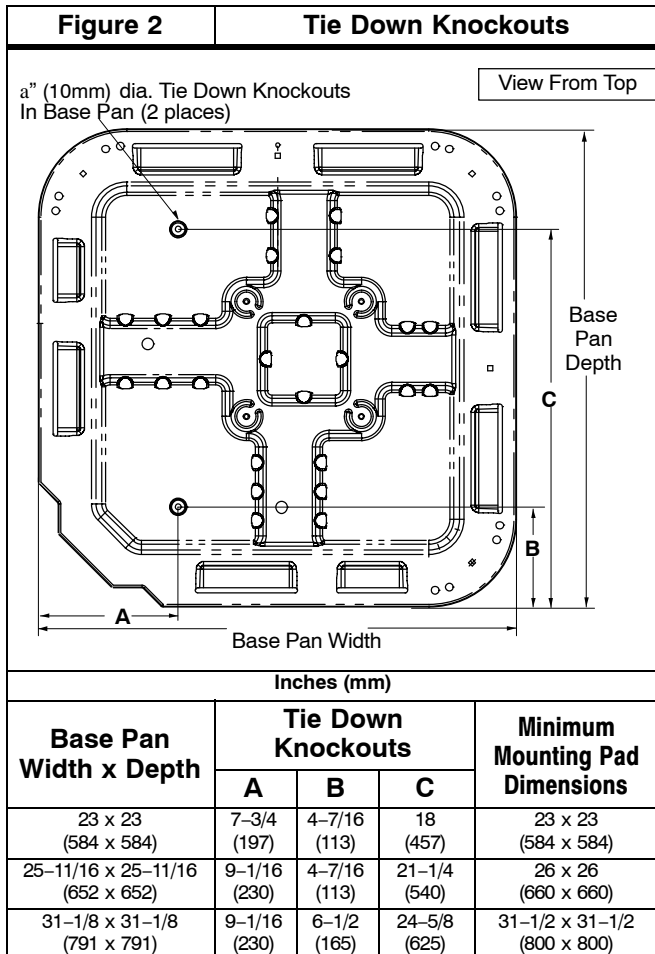 Figure 2
Tie Down Knockouts
View From Top
a” (10mm) dia. Tie Down Knockouts
In Base Pan (2 places)
Base
Pan
Depth
C
B
A
Base Pan Width
Inches (mm)
Base Pan
Width x Depth
Tie Down
Knockouts
Minimum
Mounting Pad
Dimensions
A B C
23 x 23 7–3/4 4–7/16 18 23 x 23
(584 x 584) (197) (113) (457) (584 x 584)
25–11/16 x 25–11/16 9–1/16 4–7/16 21–1/4 26 x 26
(652 x 652) (230) (113) (540) (660 x 660)
31–1/8 x 31–1/8 9–1/16 6–1/2 24–5/8 31–1/2 x 31–1/2
(791 x 791) (230) (165) (625) (800 x 800)